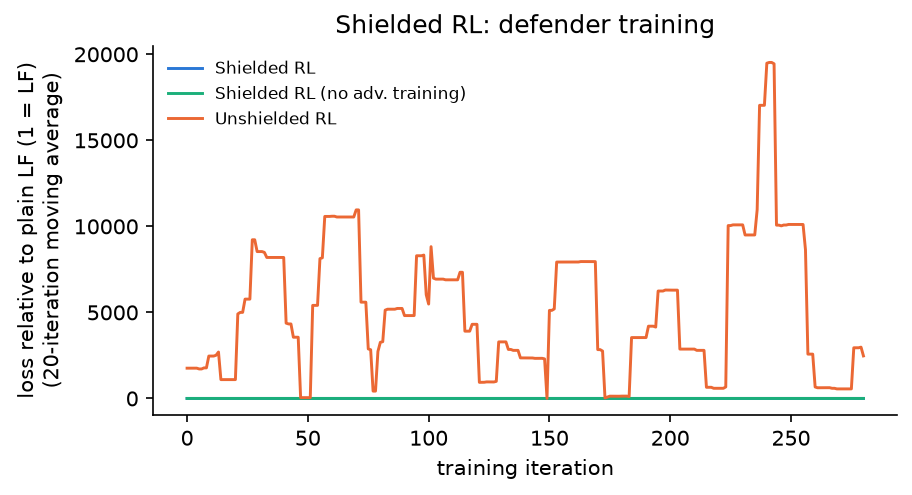 Shielded RL: defender training
loss relative to plain LF (1 = LF)
(20-iteration moving average)
20000
15000
10000
5000
0
Shielded RL
Shielded RL (no adv. training)
Unshielded RL
0
50
100
150
200
250
training iteration